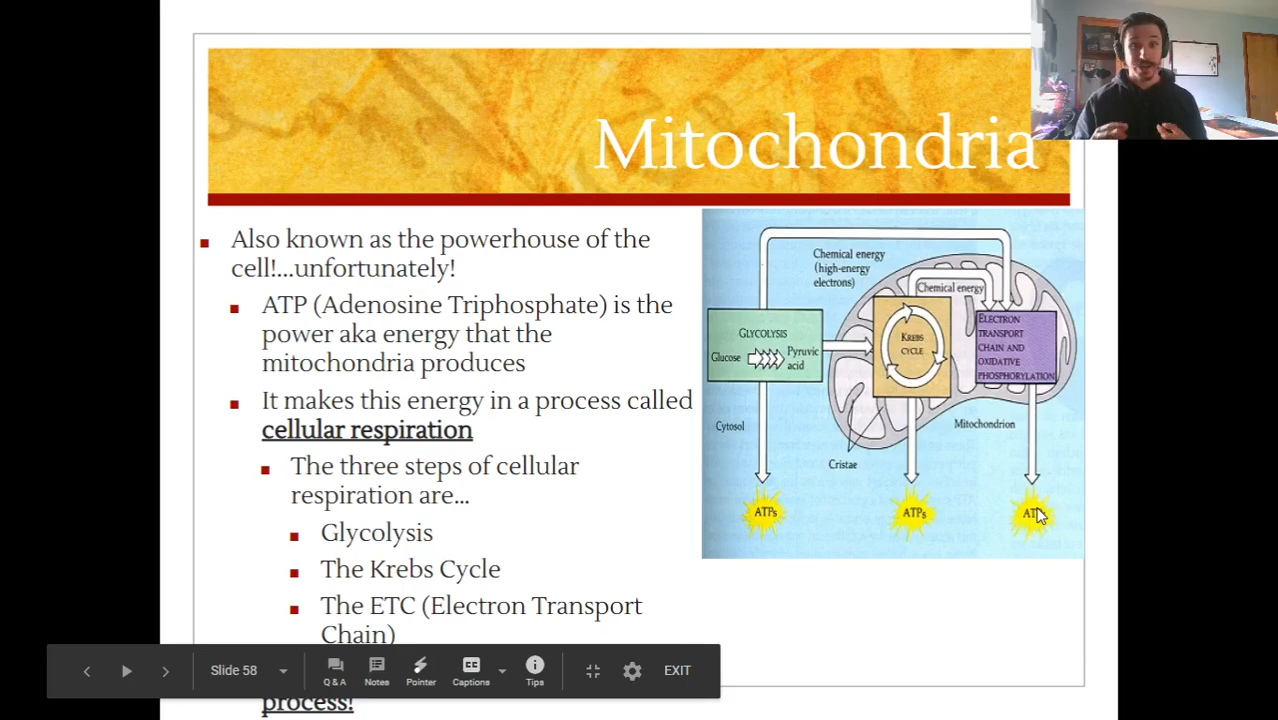 Mitochondria
Also known as the powerhouse of the
cell!...unfortunately!
ATP (Adenosine Triphosphate) is the
power aka energy that the
mitochondria produces
It makes this energy in a process called
cellular respiration
The three steps of cellular
respiration are...
Glycolysis
The Krebs Cycle
The ETC (Electron Transport
Chain)
process!
Chemical energy
(high-energy
electrons)
Chemical energy
GLYCOLYSIS
Glucose
Pyruvic
acid
KREBS
CYCLE
ELECTRON
TRANSPORT
CHAIN AND
OXIDATIVE
PHOSPHORYLATION
Cytosol
Mitochondrion
Cristae
ATPs
ATPs
Slide 58
Q & A
Notes
Pointer
Captions
Tips
EXIT